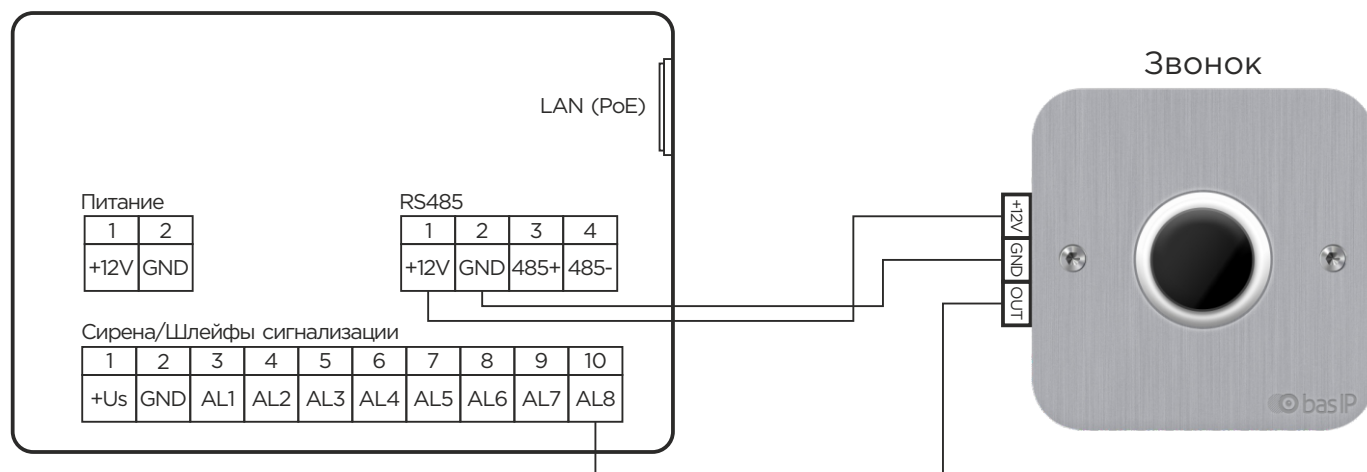 Звонок
LAN (PoE)
Питание
1 2
+12V GND
RS485
1 2 3 4
+12V GND 485+ 485-
+12V
GND
OUT
Сирена/Шлейфы сигнализации
1 2 3 4 5 6 7 8 9 10
+Us GND AL1 AL2 AL3 AL4 AL5 AL6 AL7 AL8
bas IP